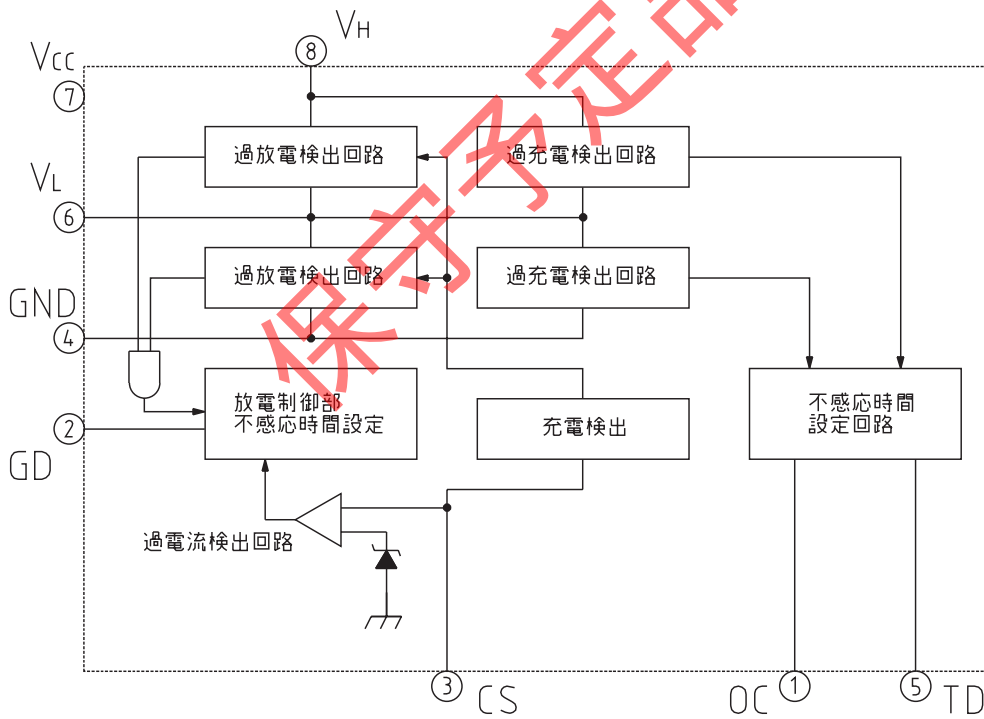 VH
8
VCC
7
過放電検出回路
過充電検出回路
VL
6
過放電検出回路
過充電検出回路
GND
4
放電制御部
不感応時間設定
不感応時間
設定回路
充電検出
2
GD
過電流検出回路
3
CS
OC
1
5
TD
保守予定